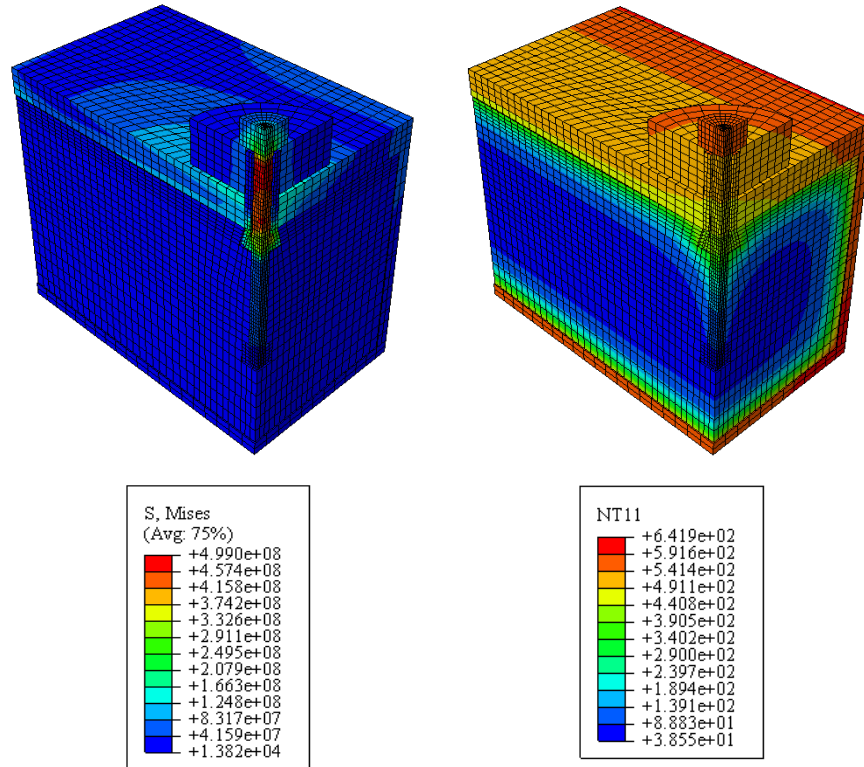 S, Mises
(Avg: 75%)
+4.990e+08
+4.574e+08
+4.158e+08
+3.742e+08
+3.326e+08
+2.911e+08
+2.495e+08
+2.079e+08
+1.663e+08
+1.248e+08
+8.317e+07
+4.159e+07
+1.382e+04
NT11
+6.419e+02
+5.916e+02
+5.414e+02
+4.911e+02
+4.408e+02
+3.905e+02
+3.402e+02
+2.900e+02
+2.397e+02
+1.894e+02
+1.391e+02
+8.883e+01
+3.855e+01